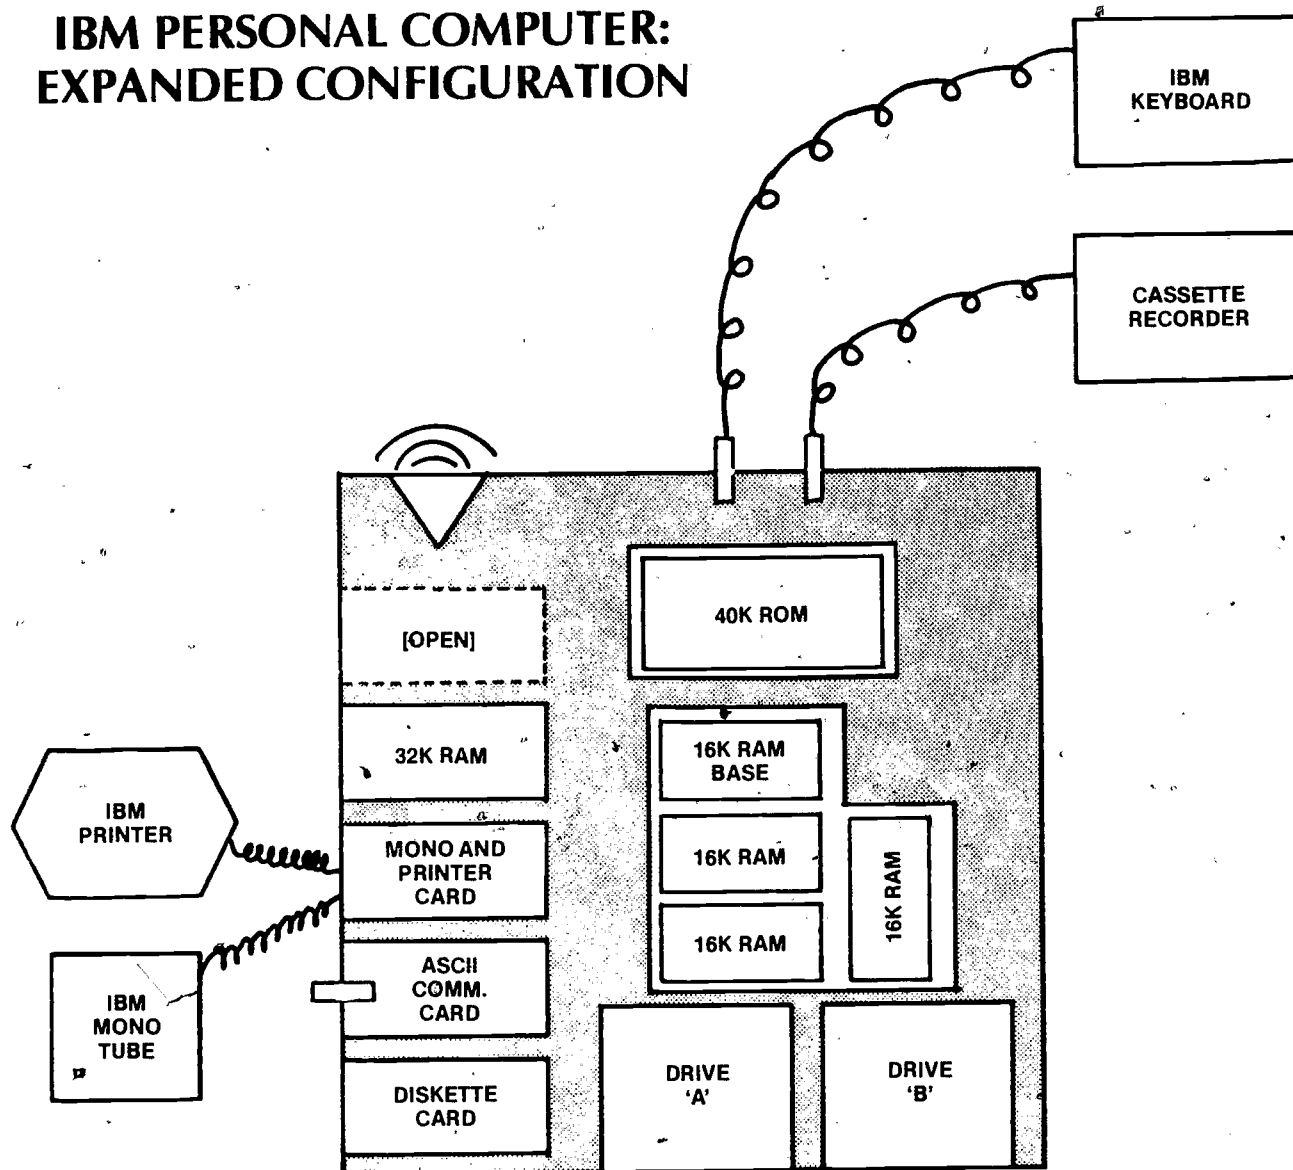 IBM PERSONAL COMPUTER:
EXPANDED CONFIGURATION
IBM
KEYBOARD
CASSETTE
RECORDER
40K ROM
[OPEN]
32K RAM
16K RAM
BASE
IBM
PRINTER
MONO AND
PRINTER
CARD
16K RAM
16K RAM
16K RAM
ASCII
COMM.
CARD
IBM
MONO
TUBE
DISKETTE
CARD
DRIVE
‘A’
DRIVE
‘B’